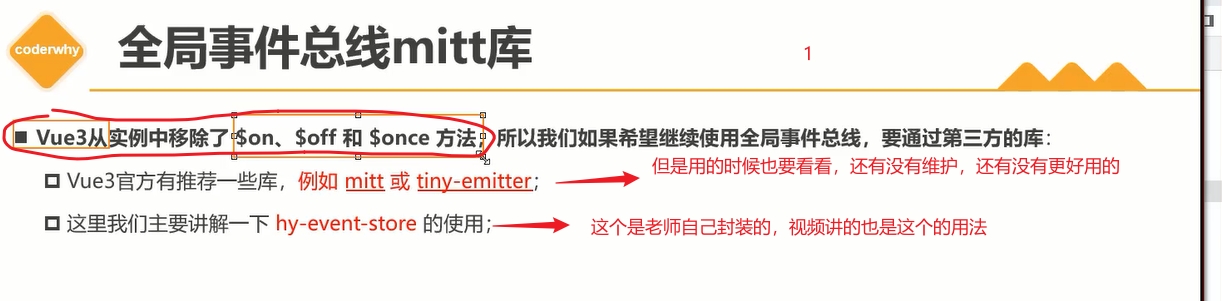 coderwhy
全局事件总线mitt库
1
■ Vue3从实例中移除了 $on、$off 和 $once 方法，所以我们如果希望继续使用全局事件总线，要通过第三方的库：
但是用的时候也要看看，还有没有维护，还有没有更好用的
Vue3官方有推荐一些库，例如 mitt 或 tiny-emitter；
这里我们主要讲解一下 hy-event-store 的使用；
这个是老师自己封装的，视频讲的也是这个的用法